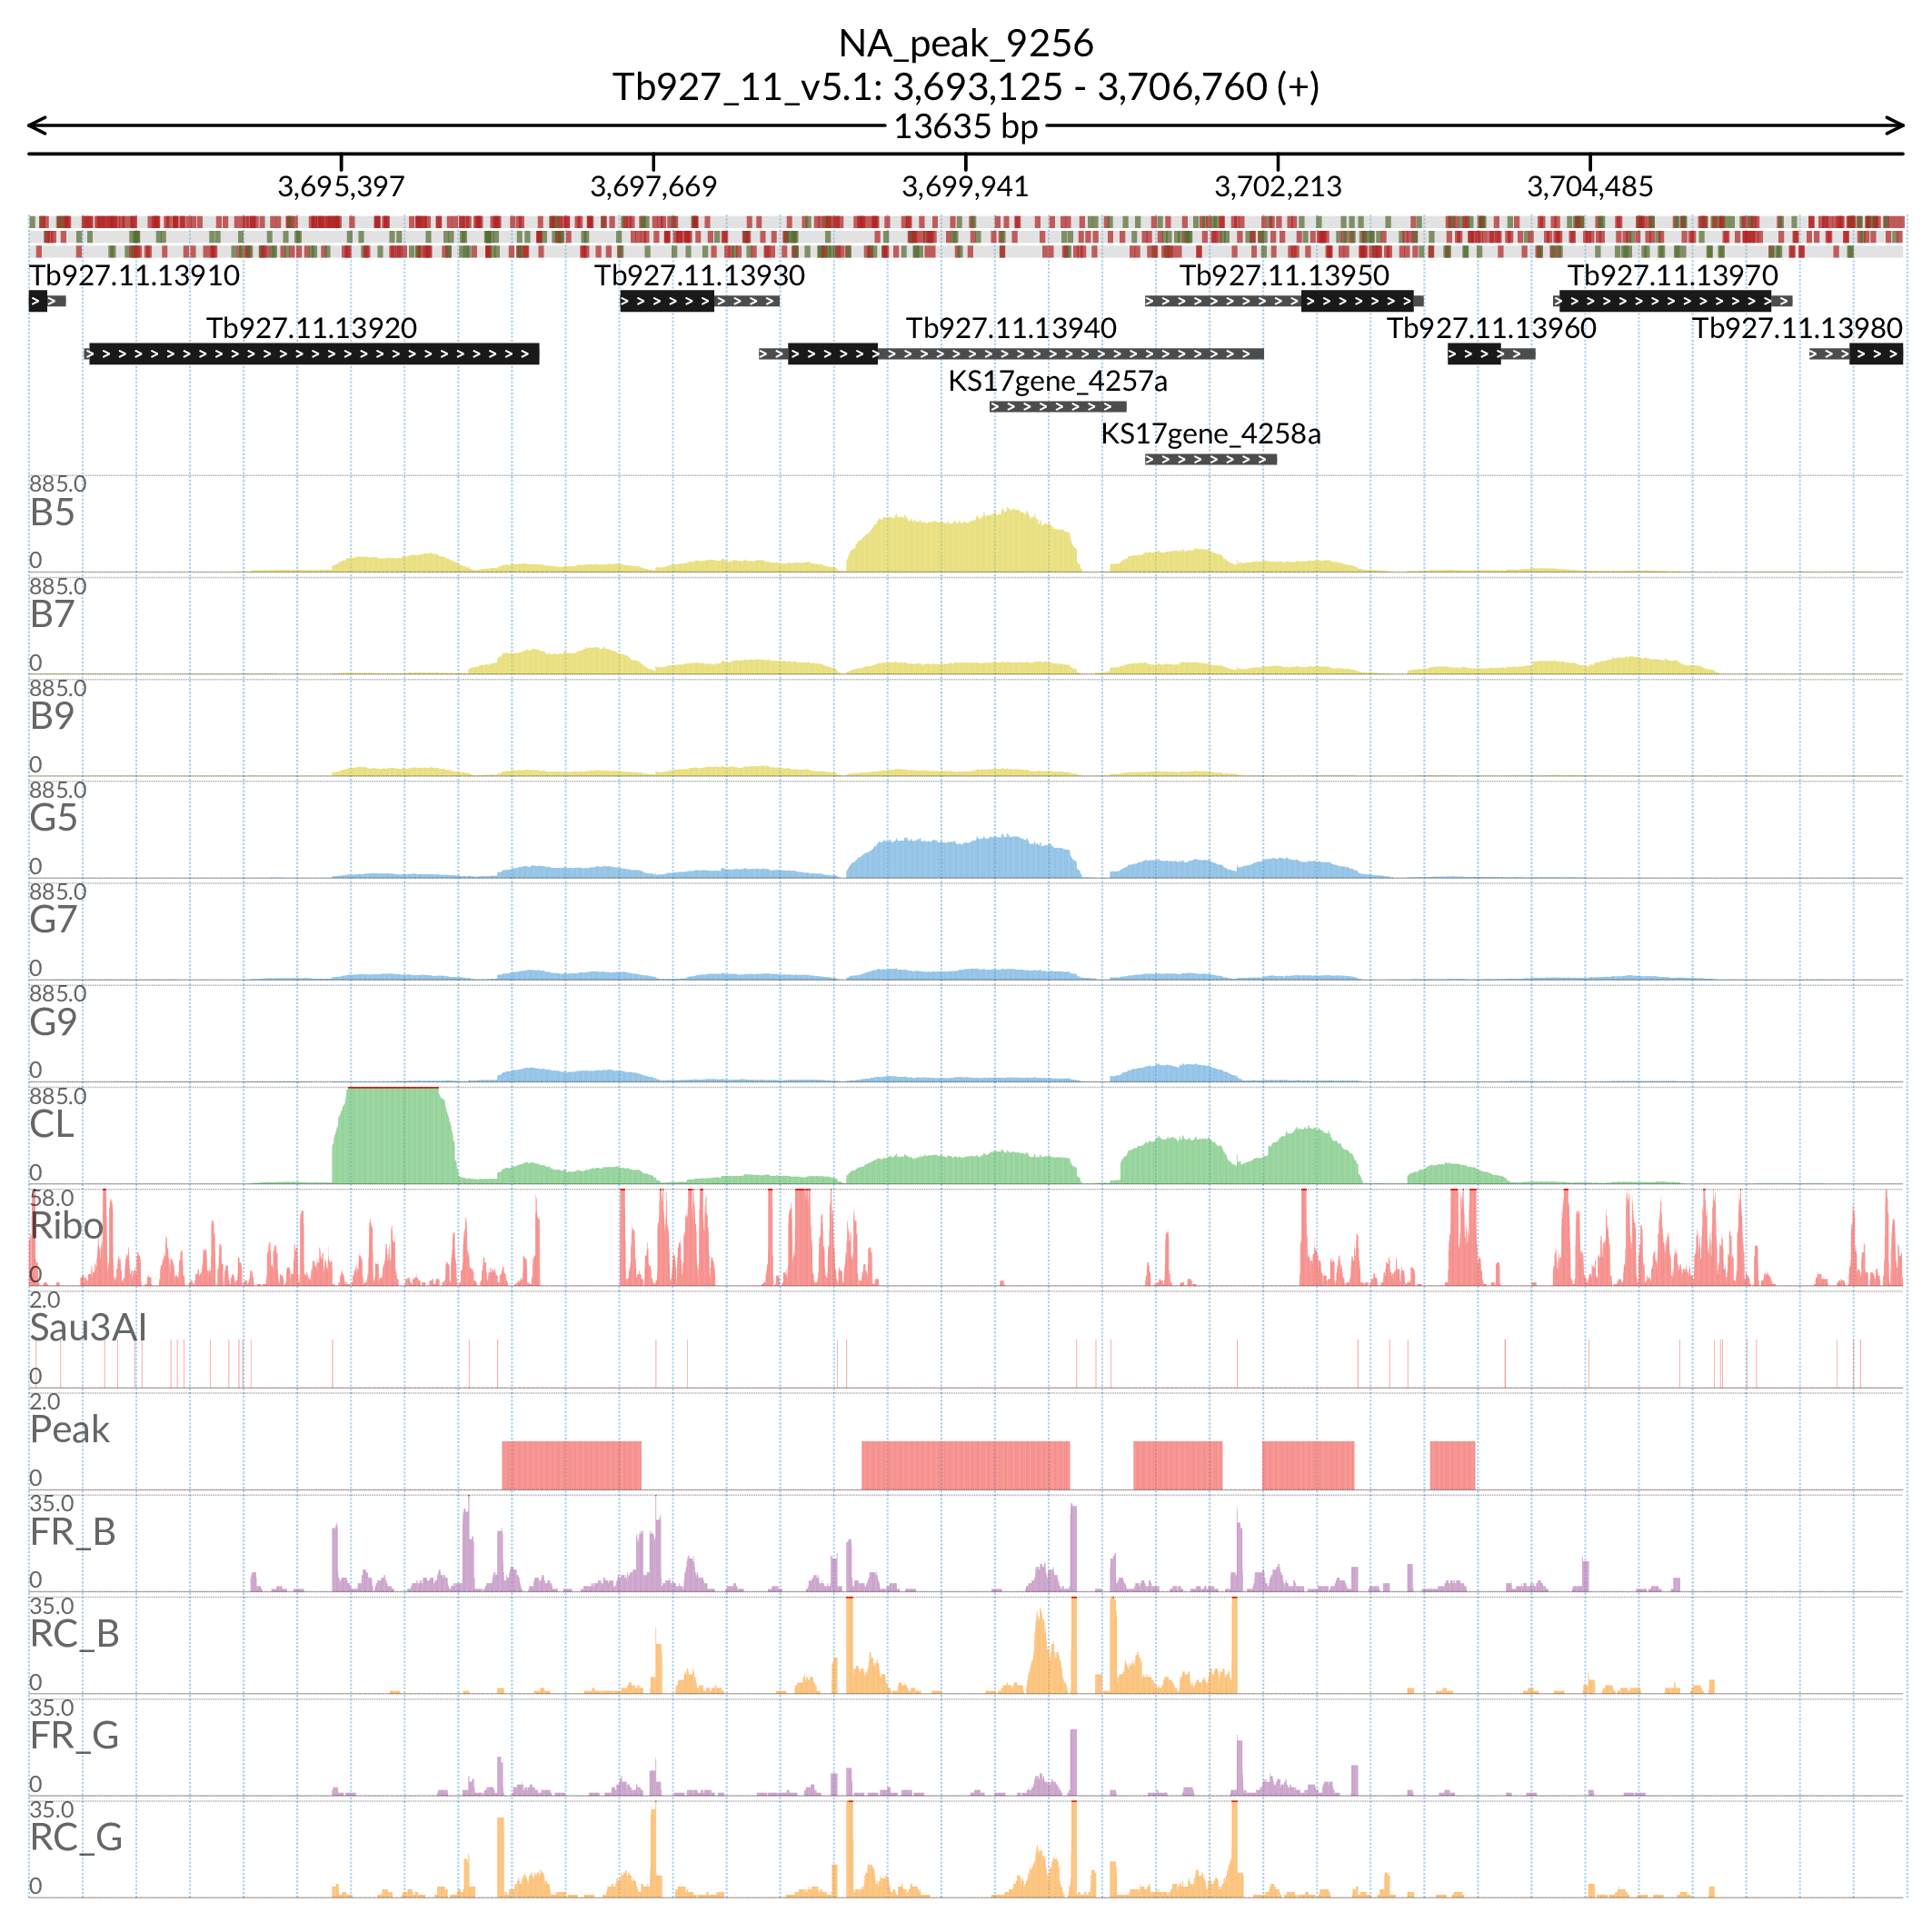 NA_peak_9256
Tb927_11_v5.1: 3,693,125 - 3,706,760 (+)
13635 bp
3,695,397 3,697,669 3,699,941 3,702,213 3,704,485
Tb927.11.13910 Tb927.11.13930 Tb927.11.13950 Tb927.11.13970
Tb927.11.13920 Tb927.11.13940 Tb927.11.13960 Tb927.11.13980
KS17gene_4257a
KS17gene_4258a
885.0
B5
0
885.0
B7
0
885.0
B9
0
885.0
G5
0
885.0
G7
0
885.0
G9
0
885.0
CL
0
58.0
Ribo
0
2.0
Sau3AI
0
2.0
Peak
0
35.0
FR_B
0
35.0
RC_B
0
35.0
FR_G
0
35.0
RC_G
0